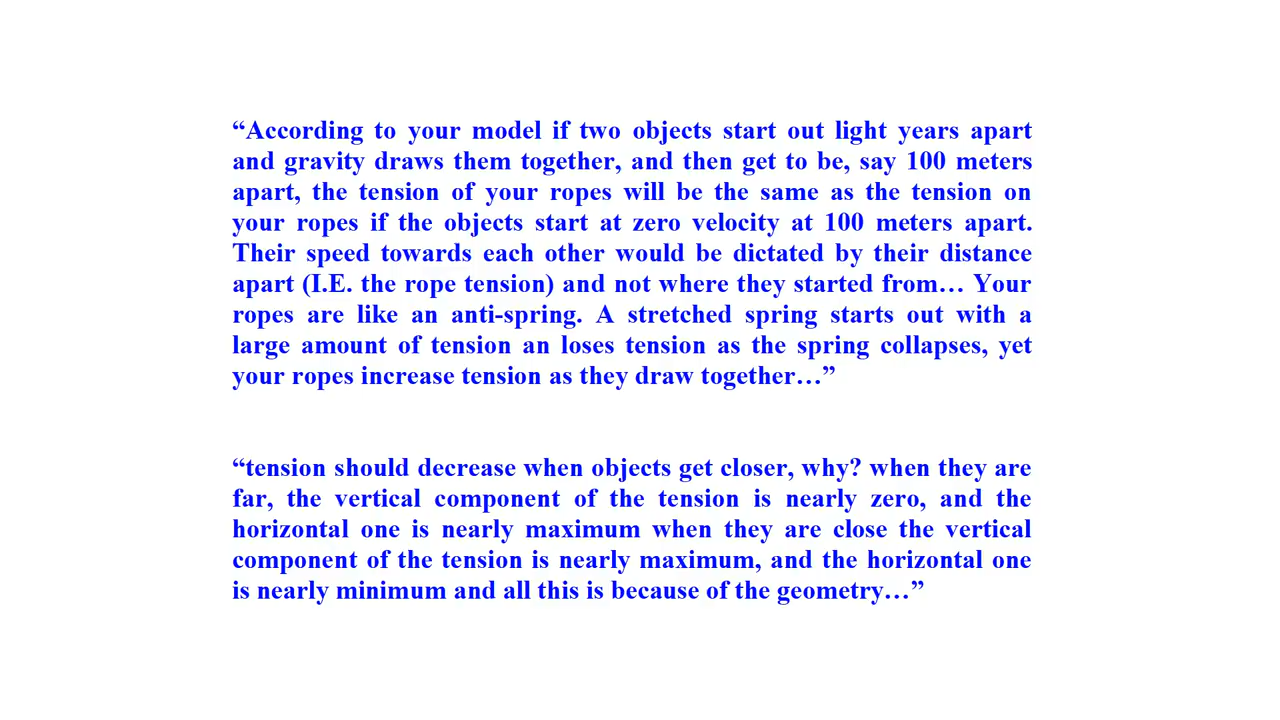 “According to your model if two objects start out light years apart
and gravity draws them together, and then get to be, say 100 meters
apart, the tension of your ropes will be the same as the tension on
your ropes if the objects start at zero velocity at 100 meters apart.
Their speed towards each other would be dictated by their distance
apart (I.E. the rope tension) and not where they started from… Your
ropes are like an anti-spring. A stretched spring starts out with a
large amount of tension an loses tension as the spring collapses, yet
your ropes increase tension as they draw together…”
“tension should decrease when objects get closer, why? when they are
far, the vertical component of the tension is nearly zero, and the
horizontal one is nearly maximum when they are close the vertical
component of the tension is nearly maximum, and the horizontal one
is nearly minimum and all this is because of the geometry…”